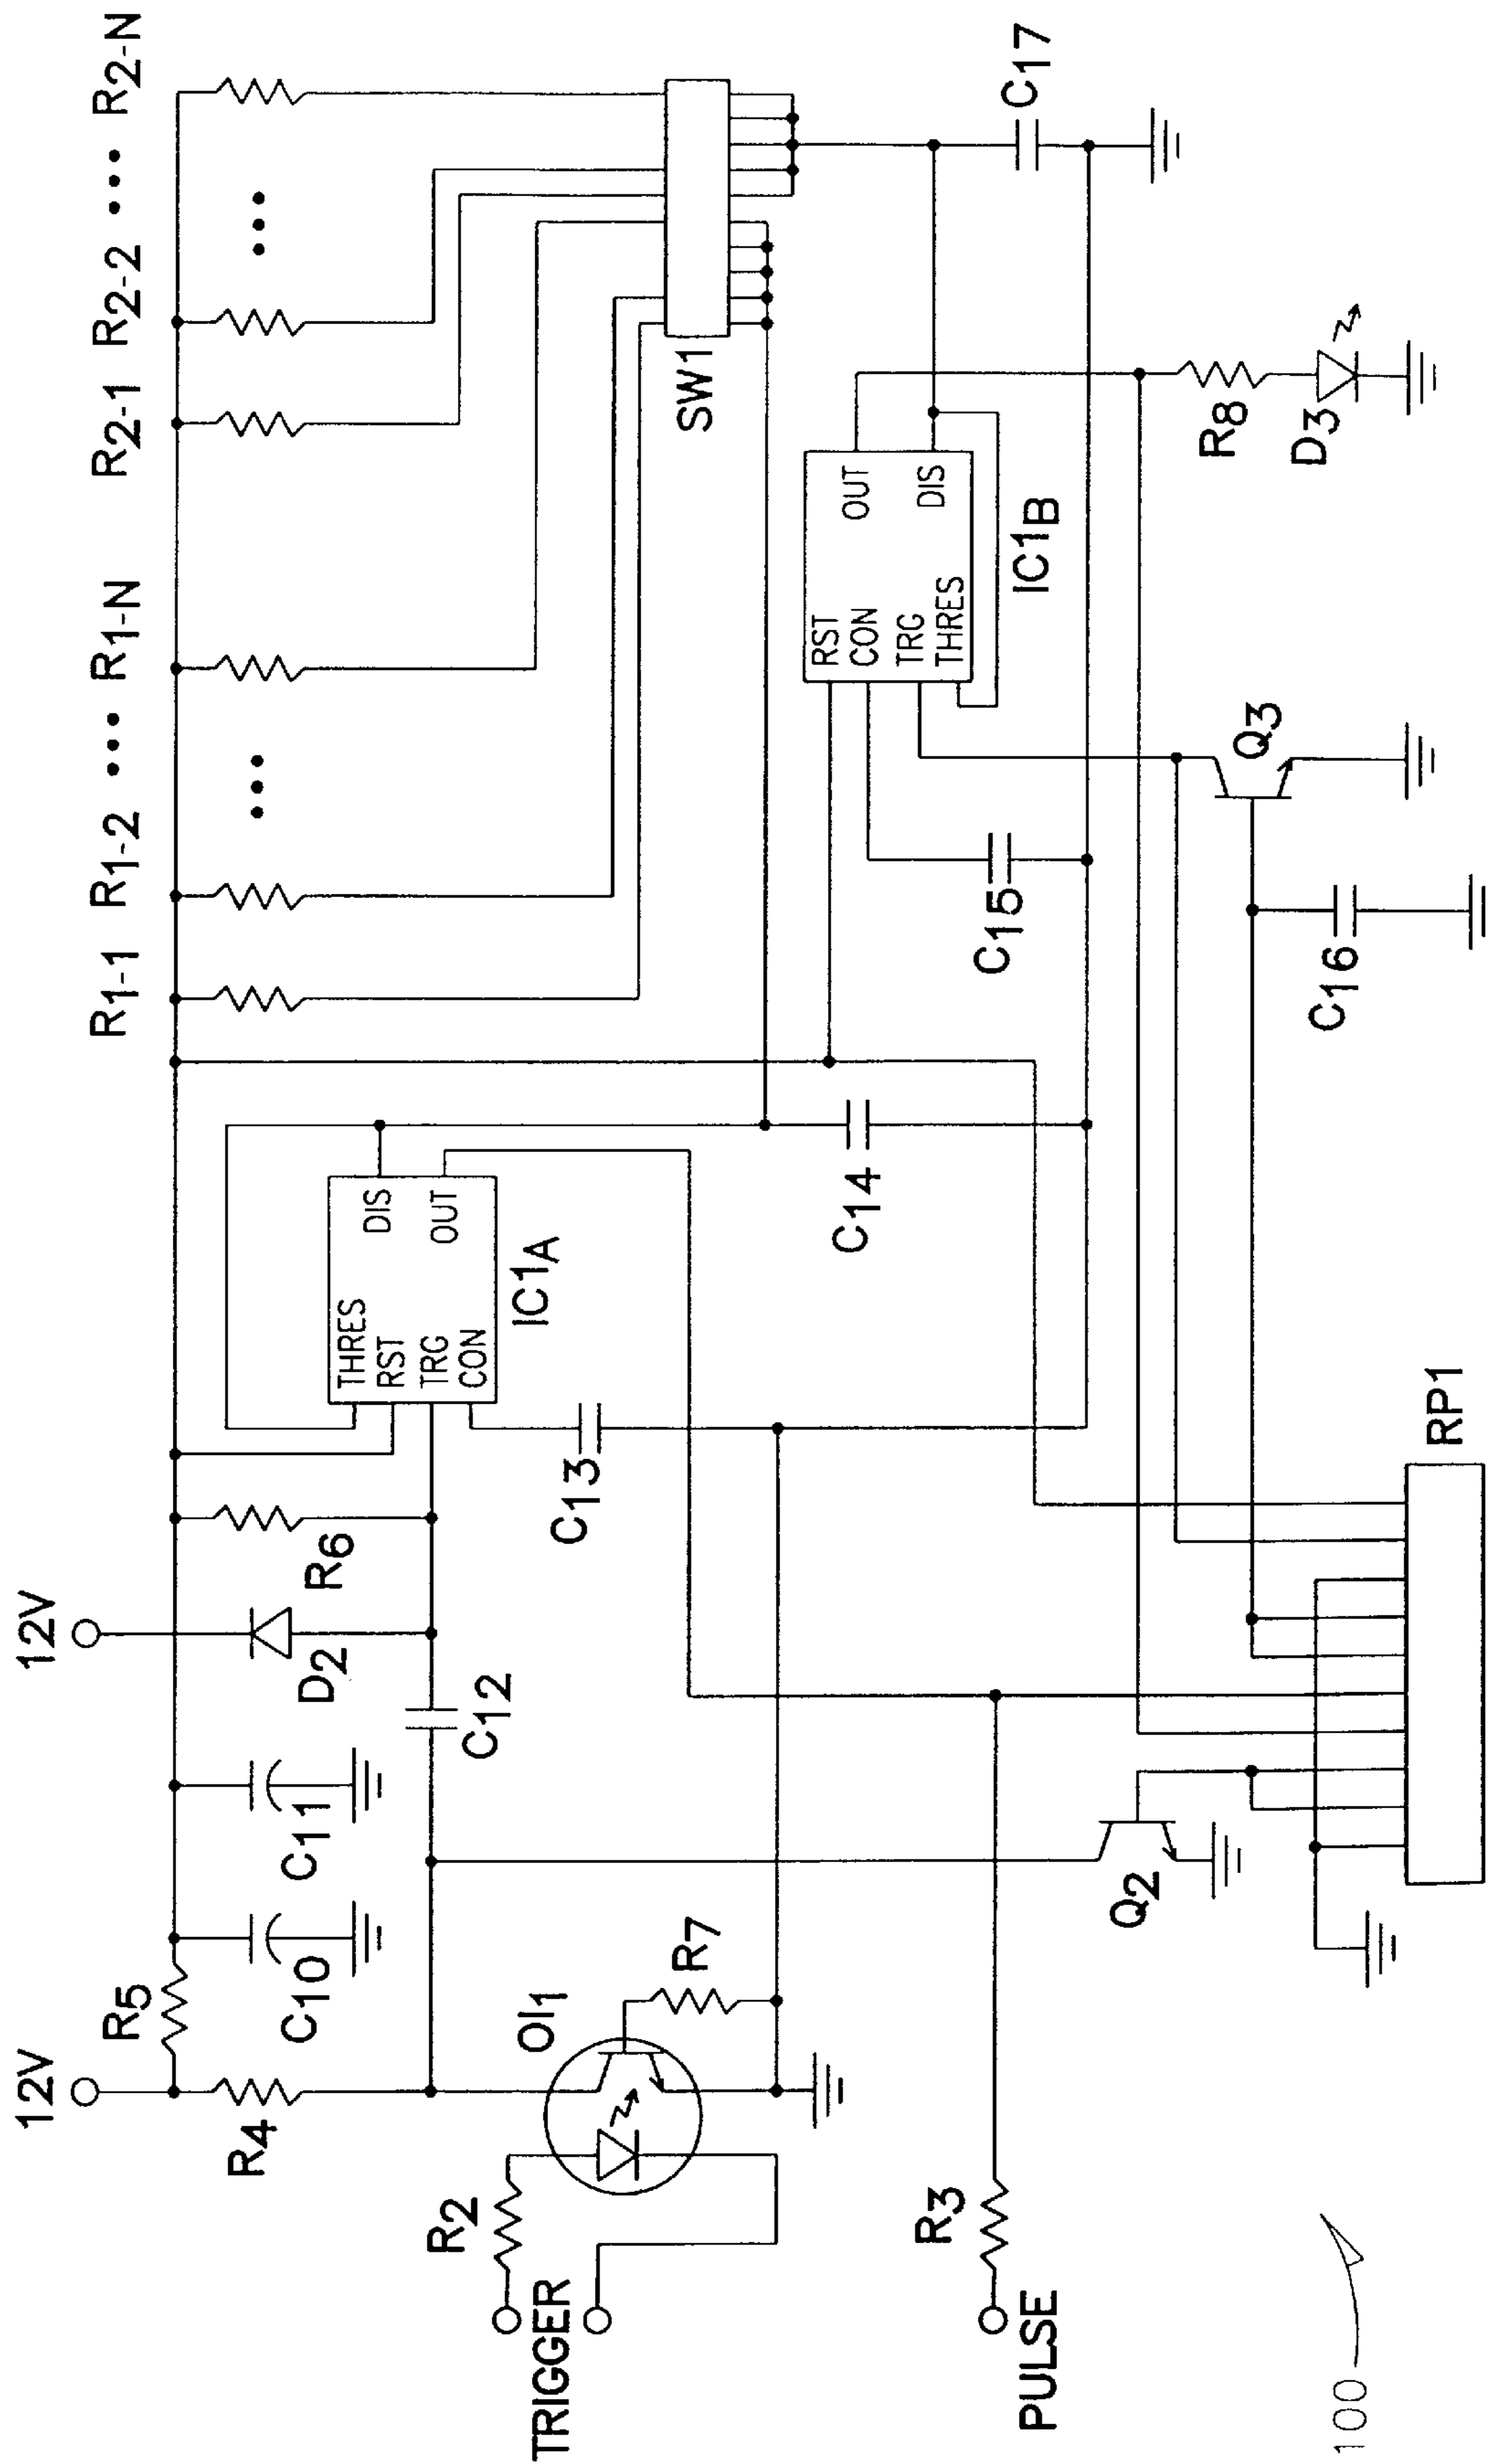 12V
12V
R5
R4
C10
C11
D2
R6
C12
R1-1 R1-2 ••• R1-N
R2-1 R2-2 ••• R2-N
•••
•••
THRES
RST
TRG
CON
DIS
OUT
IC1A
C13
C14
SW1
R2
TRIGGER
OI1
R7
R3
PULSE
Q2
RST
CON
TRG
THRES
OUT
DIS
IC1B
C15
C17
R8
D3
Q3
C16
RP1
100